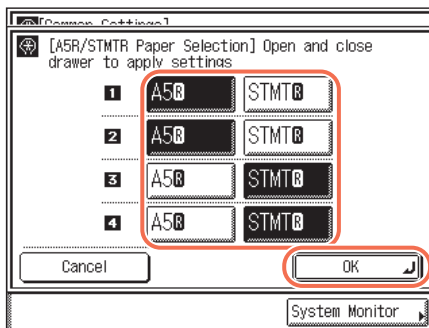 [Common Settings]
[A5R/STMTR Paper Selection] Open and close
drawer to apply settings
1 A5R STMTR
2 A5R STMTR
3 A5R STMTR
4 A5R STMTR
Cancel OK
System Monitor